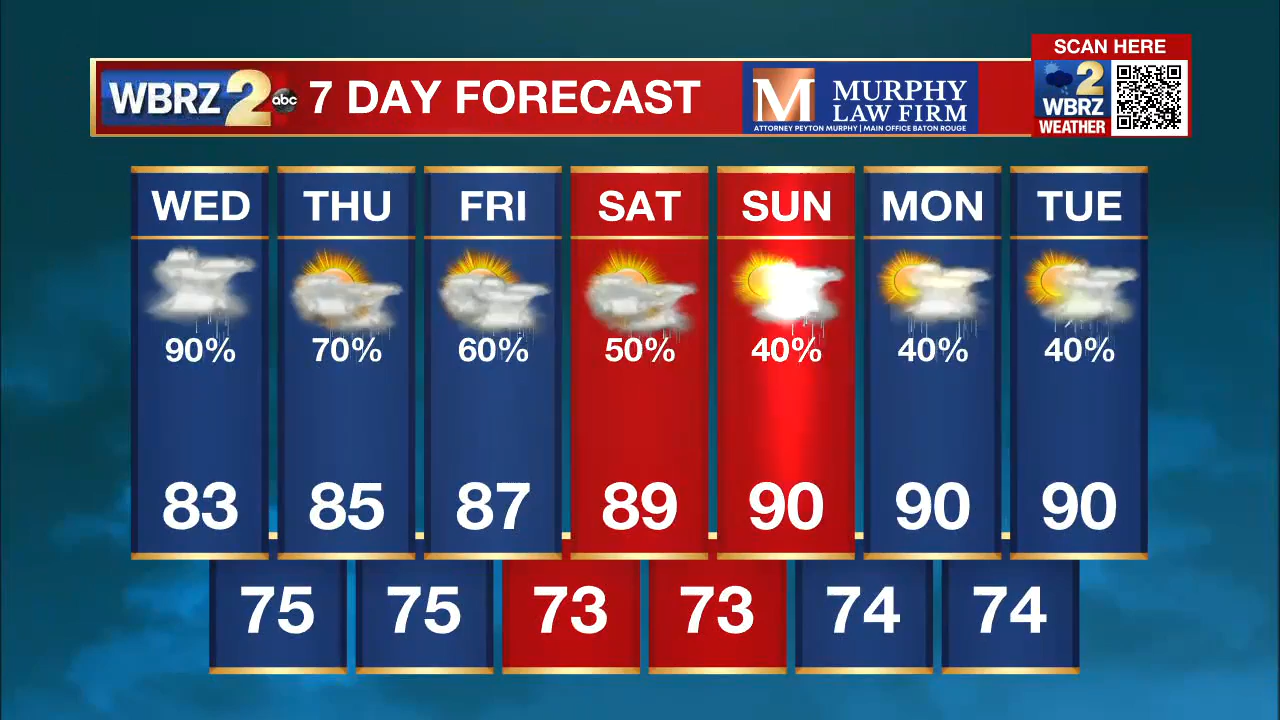 SCAN HERE
WBRZ 2 abc 7 DAY FORECAST
M MURPHY
LAW FIRM
ATTORNEY PEYTON MURPHY | MAIN OFFICE BATON ROUGE
2
WBRZ
WEATHER
WED THU FRI SAT SUN MON TUE
90% 70% 60% 50% 40% 40% 40%
83 85 87 89 90 90 90
75 75 73 73 74 74